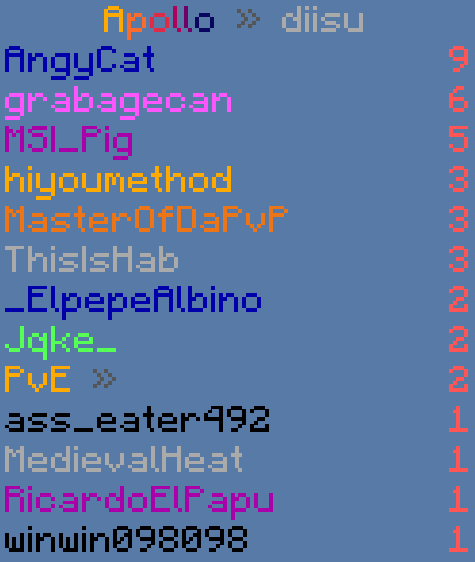 Apollo » diisu
AngyCat 9
grabagecan 6
MSI_Pig 5
hiyoumethod 3
MasterOfDaPvP 3
ThisIsHab 3
_ElpepeAlbino 2
Jqke_ 2
PvE » 2
ass_eater492 1
MedievalHeat 1
RicardoElPapu 1
winwin098098 1